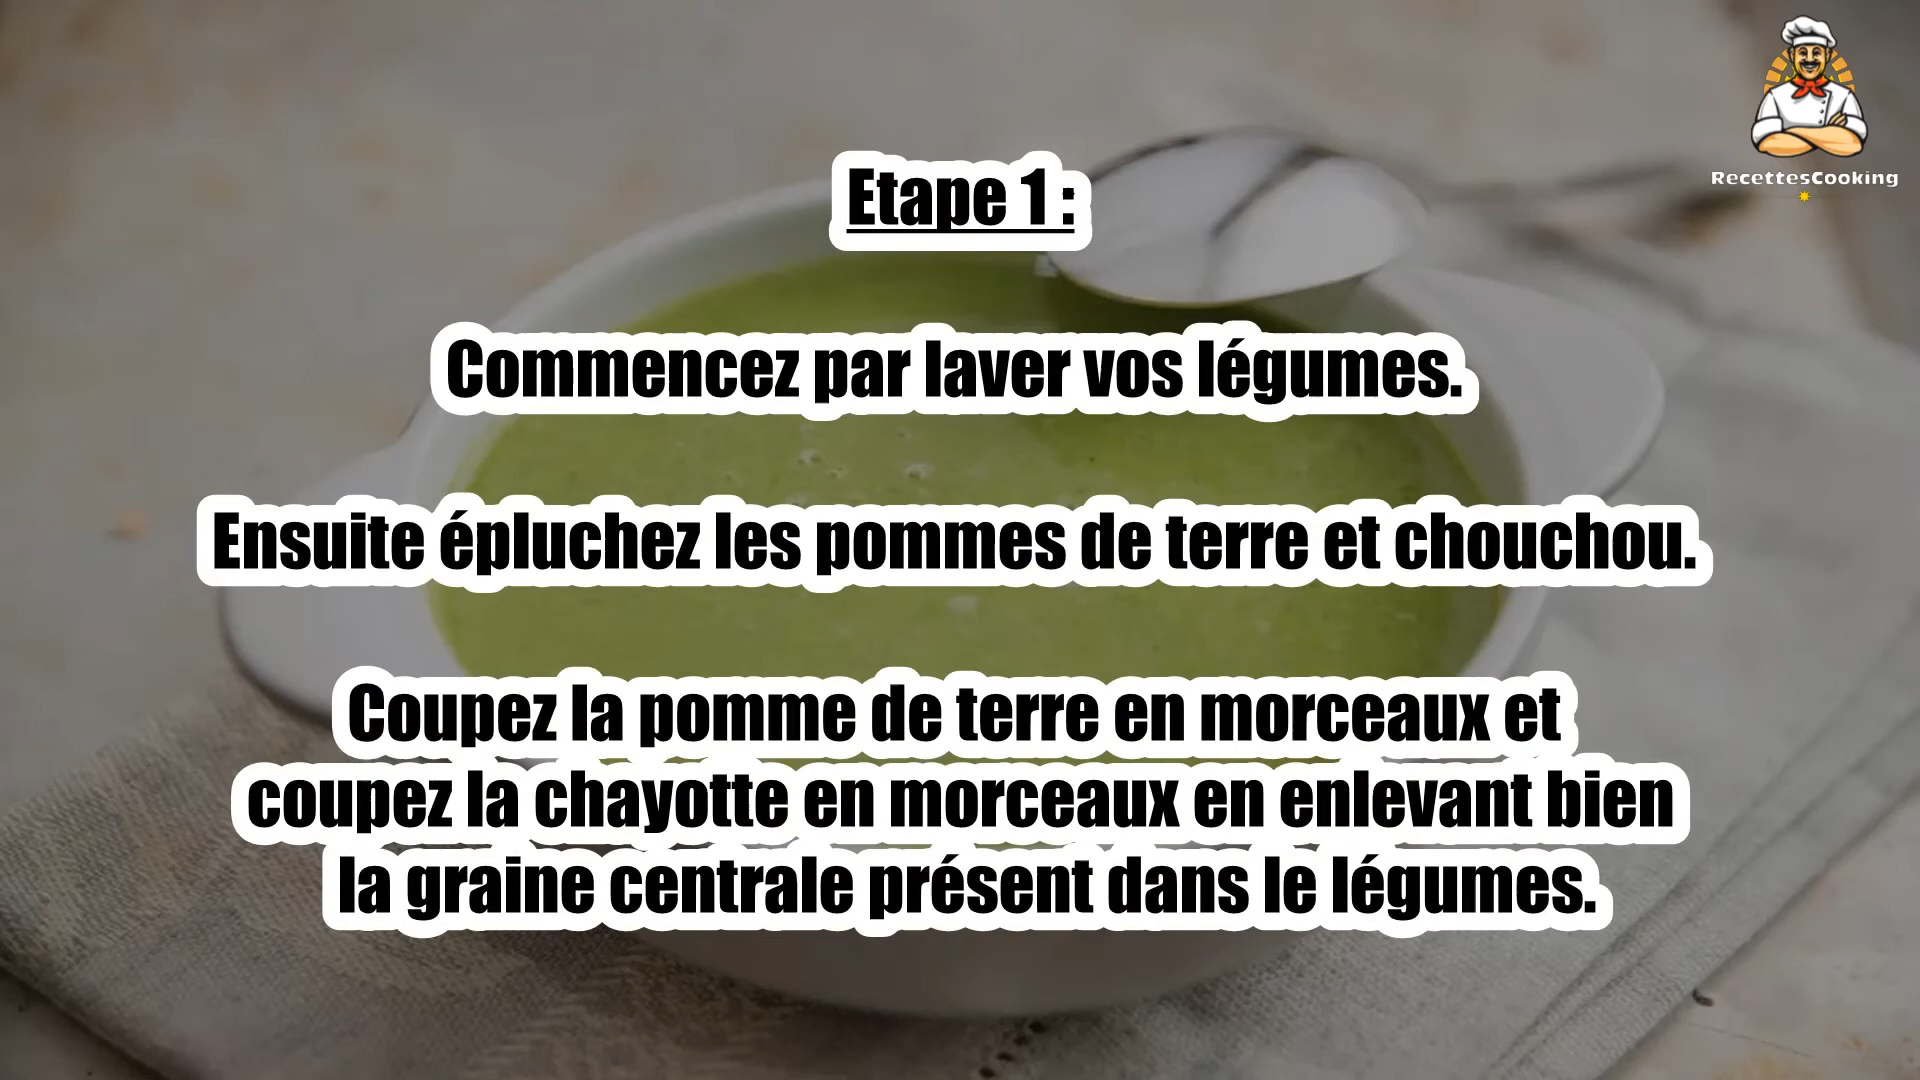 RecettesCooking
Etape 1 :
Commencez par laver vos légumes.
Ensuite épluchez les pommes de terre et chouchou.
Coupez la pomme de terre en morceaux et
coupez la chayotte en morceaux en enlevant bien
la graine centrale présent dans le légumes.